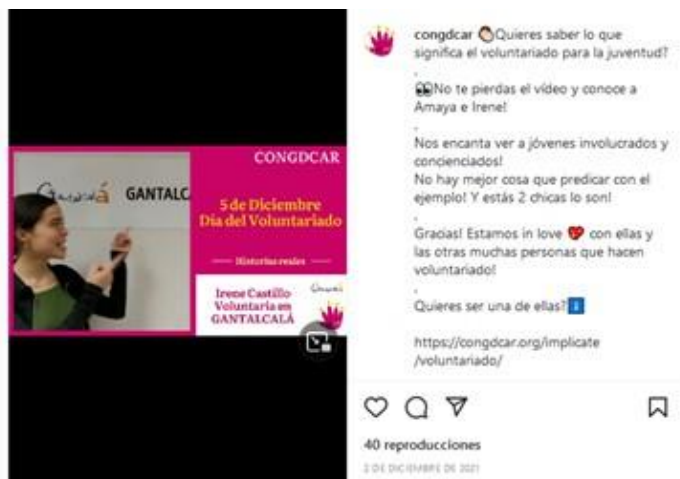 GANTALC
CONGDCAR
5 de Diciembre
Dia del Voluntariado
Historias reales
Irene Castillo
Voluntaria en
GANTALCALÁ
congdcar Quieres saber lo que
significa el voluntariado para la juventud?
.
No te pierdas el vídeo y conoce a
Amaya e Irene!
.
Nos encanta ver a jóvenes involucrados y
concienciados!
No hay mejor cosa que predicar con el
ejemplo! Y estás 2 chicas lo son!
.
Gracias! Estamos in love con ellas y
las otras muchas personas que hacen
voluntariado!
.
Quieres ser una de ellas?
https://congdcar.org/implicate
/voluntariado/
40 reproducciones
2 DE DICIEMBRE DE 2021